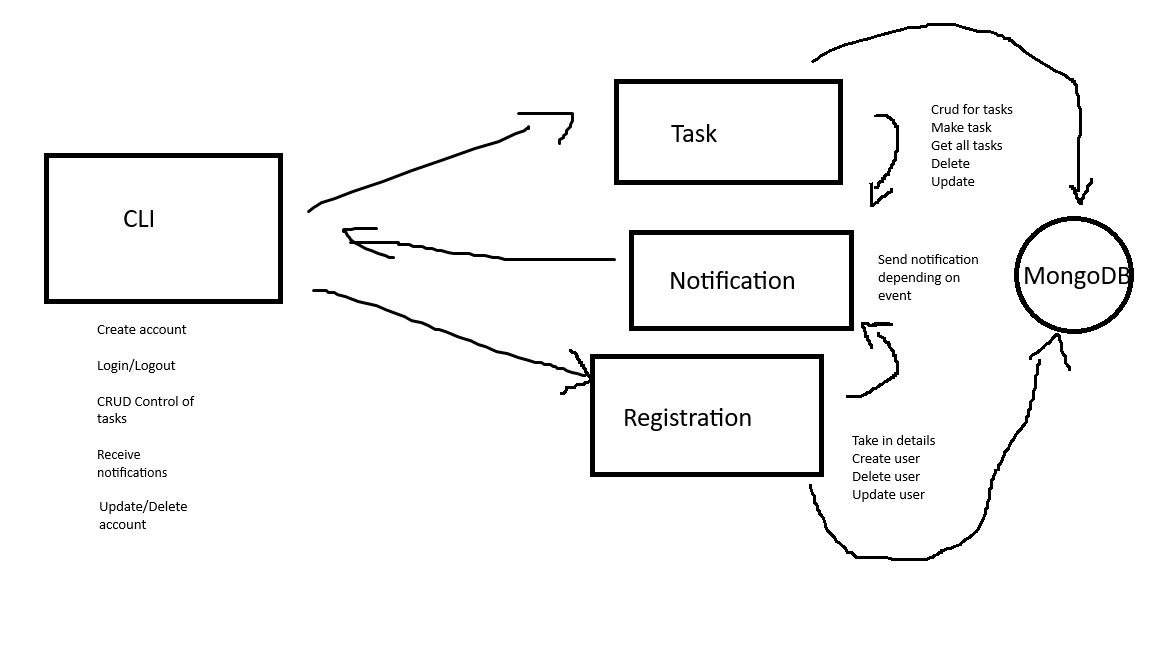 CLI
Create account
Login/Logout
CRUD Control of
tasks
Receive
notifications
Update/Delete
account
Task
Crud for tasks
Make task
Get all tasks
Delete
Update
Notification
Send notification
depending on
event
Registration
Take in details
Create user
Delete user
Update user
MongoDB